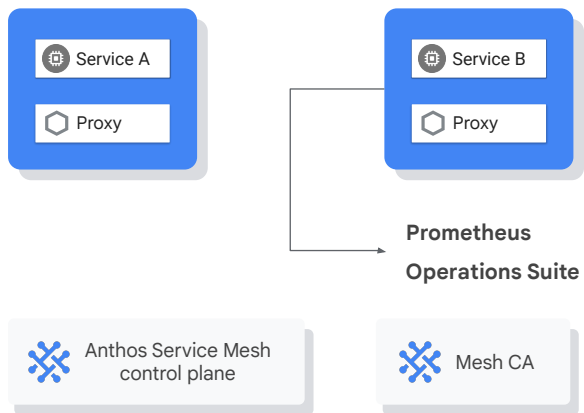 Service A
Proxy
Service B
Proxy
Prometheus
Operations Suite
Anthos Service Mesh
control plane
Mesh CA